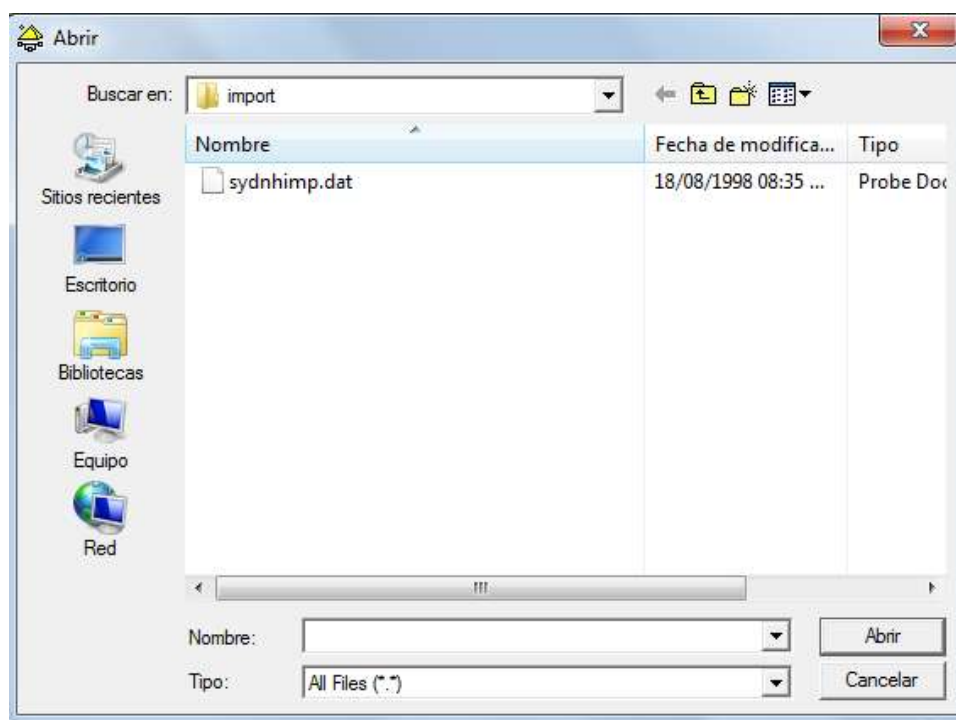 Abrir
Buscar en: import
Nombre Fecha de modifica... Tipo
sydnhimp.dat 18/08/1998 08:35 ... Probe Doc
Sitios recientes
Escritorio
Bibliotecas
Equipo
Red
Nombre: Abrir
Tipo: All Files (*.*) Cancelar